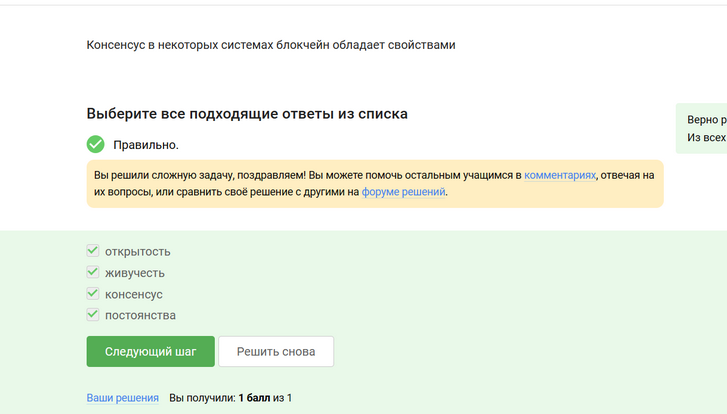 Консенсус в некоторых системах блокчейн обладает свойствами
Выберите все подходящие ответы из списка
Верно р
Правильно.
Из всех
Вы решили сложную задачу, поздравляем! Вы можете помочь остальным учащимся в комментариях, отвечая на
их вопросы, или сравнить своё решение с другими на форуме решений.
открытость
живучесть
консенсус
постоянства
Следующий шаг Решить снова
Ваши решения Вы получили: 1 балл из 1